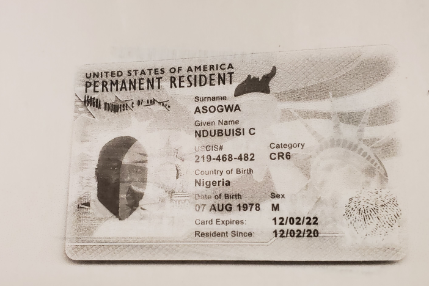 UNITED STATES OF AMERICA
PERMANENT RESIDENT
Surname
ASOGWA
Given Name
NDUBUISI C
USCIS# Category
219-468-482 CR6
Country of Birth
Nigeria
Date of Birth Sex
07 AUG 1978 M
Card Expires: 12/02/22
Resident Since: 12/02/20